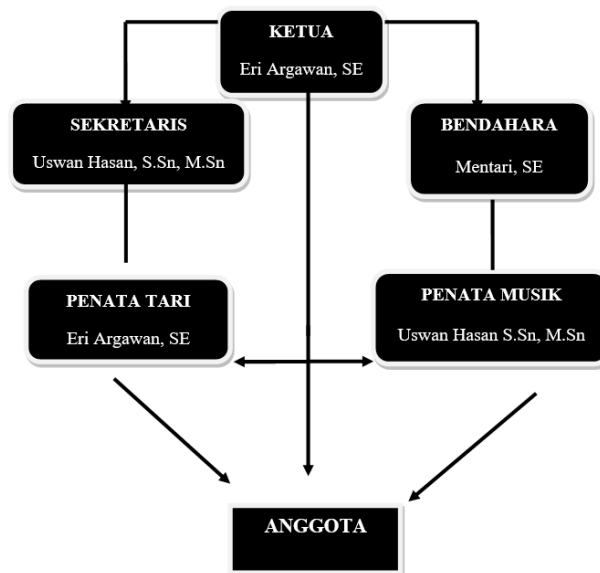 KETUA
Eri Argawan, SE
SEKRETARIS
Uswan Hasan, S.Sn, M.Sn
BENDAHARA
Mentari, SE
PENATA TARI
Eri Argawan, SE
PENATA MUSIK
Uswan Hasan S.Sn, M.Sn
ANGGOTA